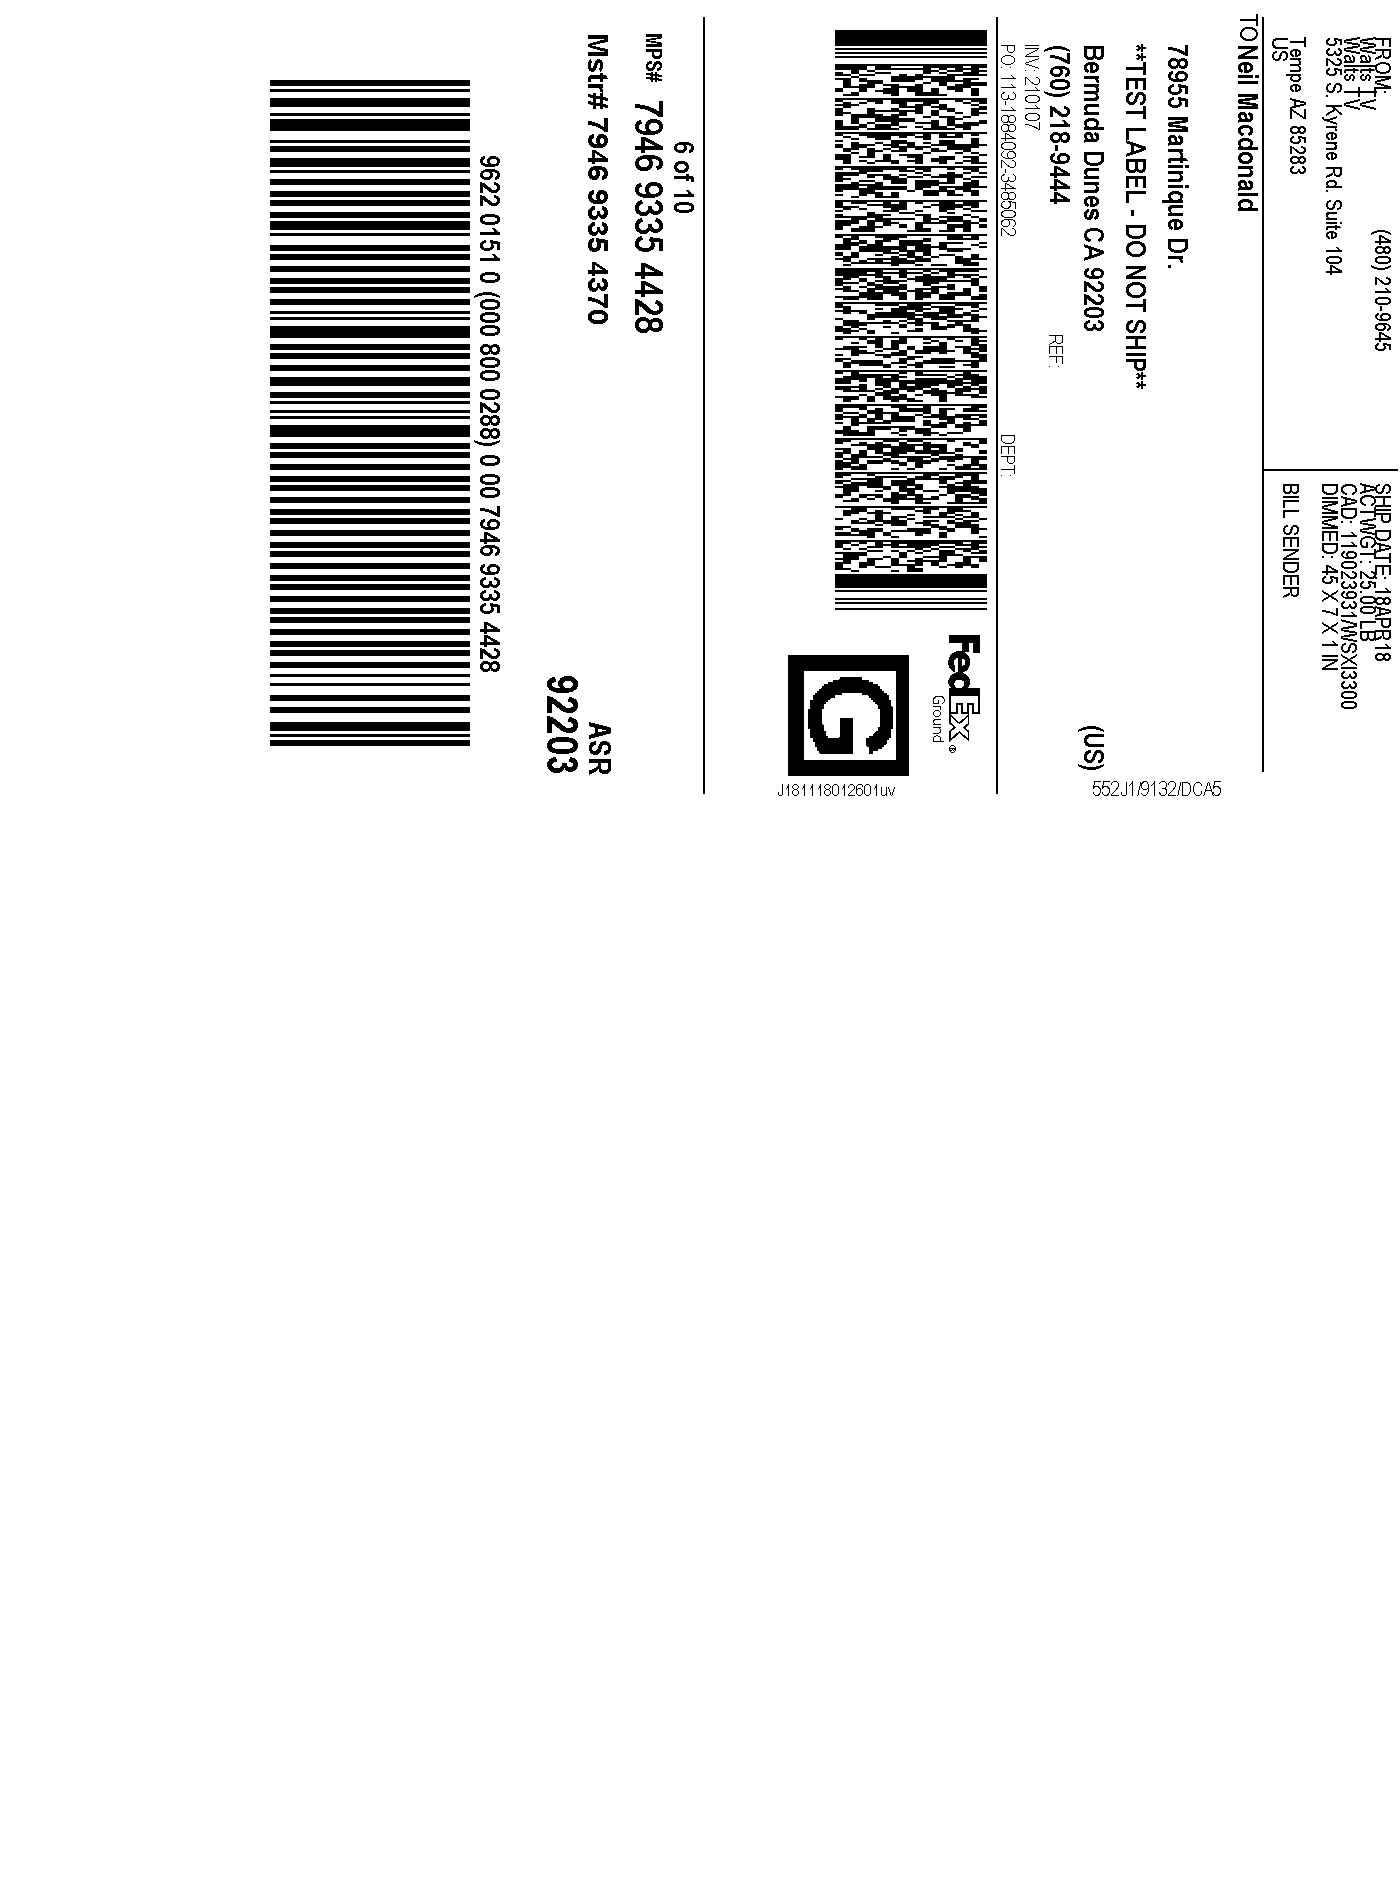 FROM:
(480) 210-9645
Waits TV
Waits TV
5325 S. Kyrene Rd. Suite 104
Tempe AZ 85283
US
SHIP DATE: 18APR18
ACTWGT: 25.00 LB
CAD: 119023931/WSXI3300
DIMMED: 45 X 7 X 1 IN
BILL SENDER
TO Neil Macdonald
78955 Martinique Dr.
**TEST LABEL - DO NOT SHIP**
Bermuda Dunes CA 92203
(US)
(760) 218-9444
REF:
INV: 210107
PO: 113-1884092-3485062
DEPT:
552J1/9132/DCA5
FedEx
®
Ground
G
J181118012601uv
6 of 10
MPS# 7946 9335 4428
Mstr# 7946 9335 4370
ASR
92203
9622 0151 0 (000 800 0288) 0 00 7946 9335 4428